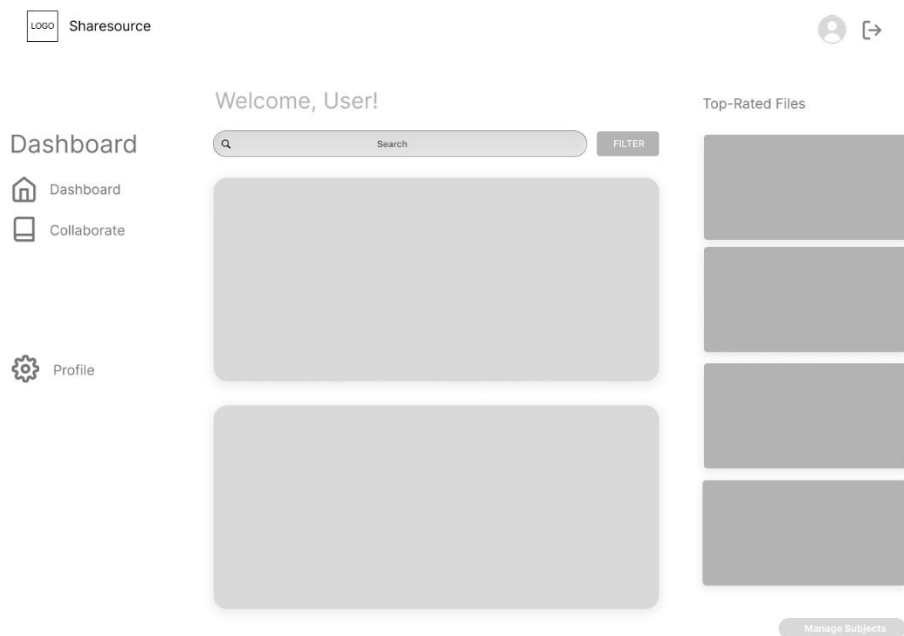 LOGO
Sharesource
Welcome, User!
Top-Rated Files
Dashboard
Search
FILTER
Dashboard
Collaborate
Profile
Manage Subjects